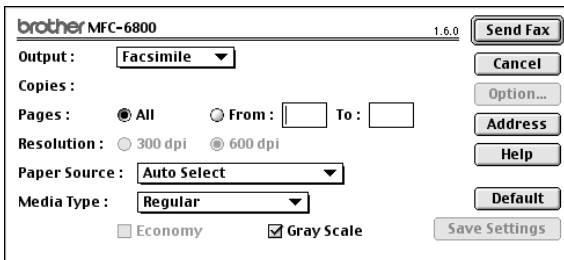 brother MFC-6800 1.6.0 Send Fax
Output : Facsimile Cancel
Copies : Option...
Pages : All From : To : Address
Resolution : 300 dpi 600 dpi Help
Paper Source : Auto Select
Media Type : Regular Default
Economy Gray Scale Save Settings